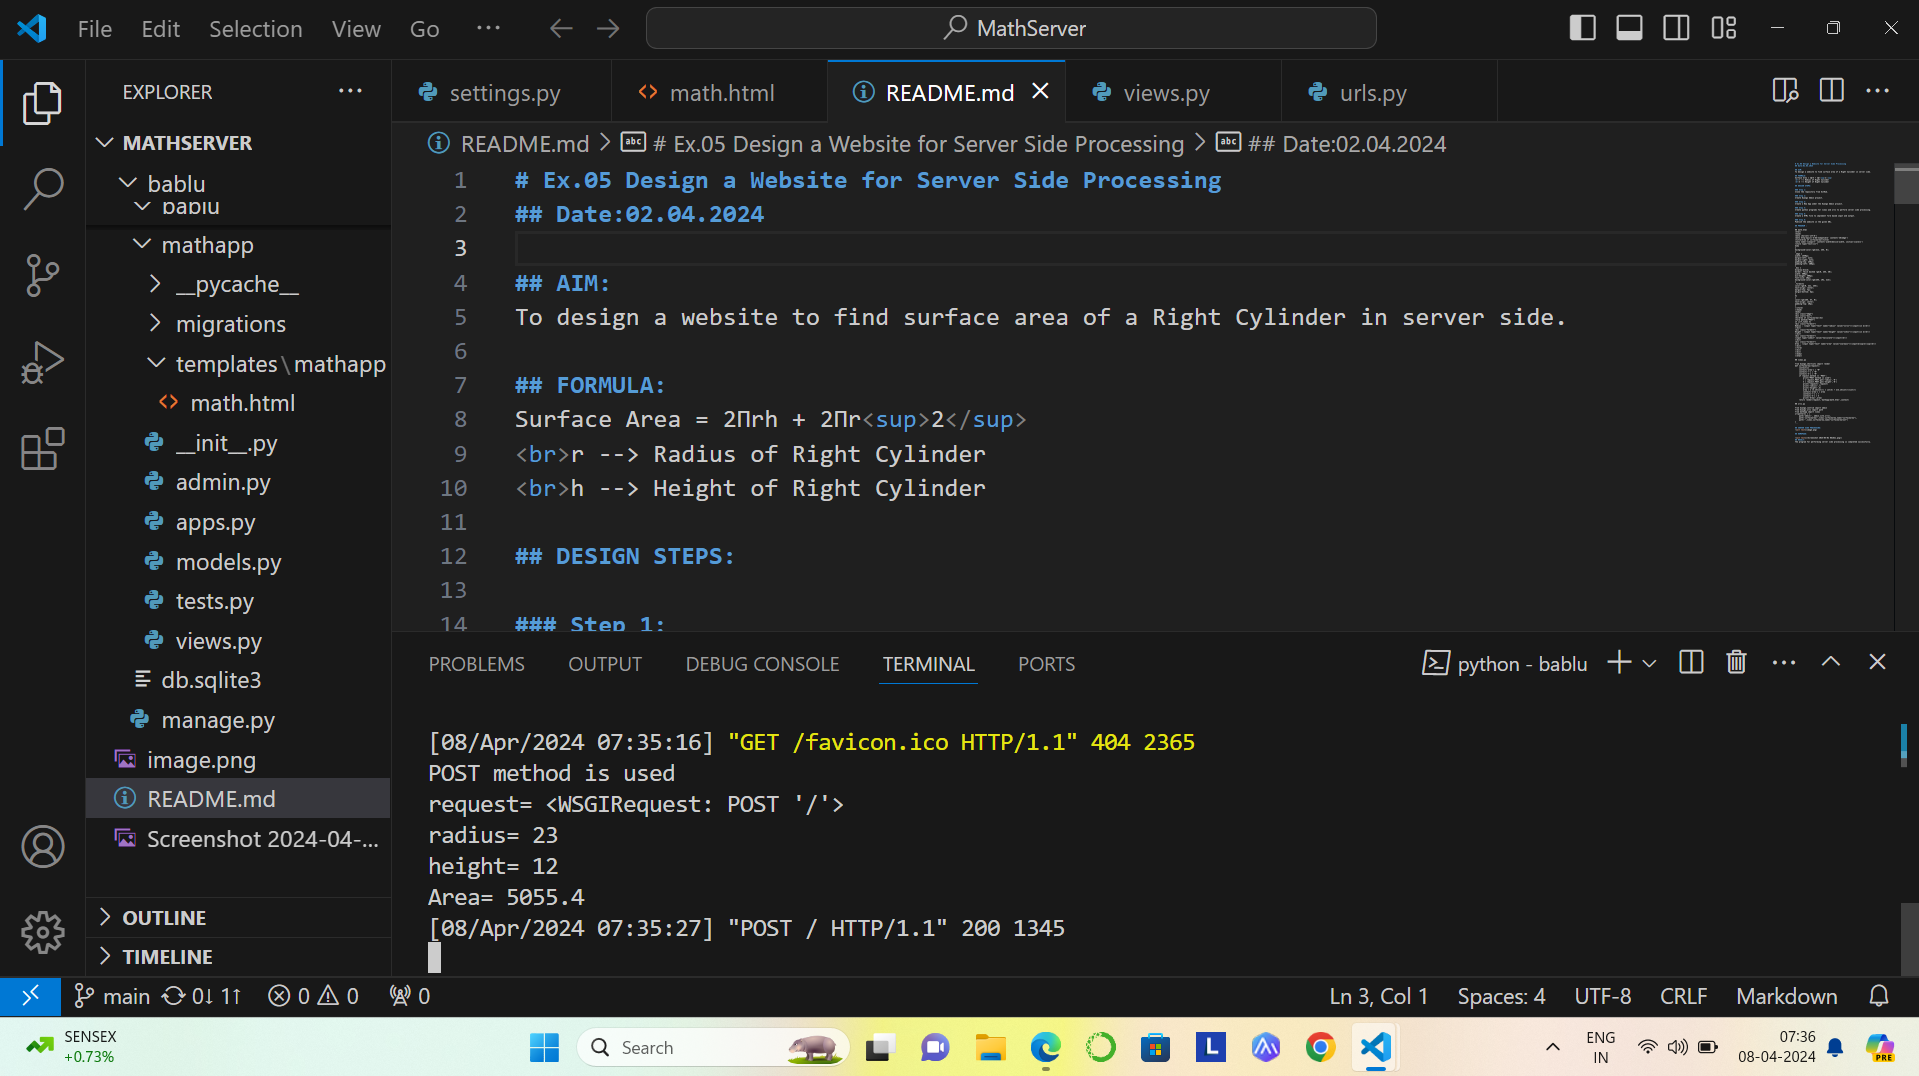 File Edit Selection View Go ··· MathServer
EXPLORER ···
settings.py math.html README.md views.py urls.py
MATHSERVER
README.md > # Ex.05 Design a Website for Server Side Processing > ## Date:02.04.2024
bablu
bablu
mathapp
__pycache__
migrations
templates\mathapp
math.html
__init__.py
admin.py
apps.py
models.py
tests.py
views.py
db.sqlite3
manage.py
image.png
README.md
Screenshot 2024-04-...
OUTLINE
TIMELINE
1 # Ex.05 Design a Website for Server Side Processing
2 ## Date:02.04.2024
3
4 ## AIM:
5 To design a website to find surface area of a Right Cylinder in server side.
6
7 ## FORMULA:
8 Surface Area = 2Πrh + 2Πr<sup>2</sup>
9 <br>r --> Radius of Right Cylinder
10 <br>h --> Height of Right Cylinder
11
12 ## DESIGN STEPS:
13
14 ### Step 1:
PROBLEMS OUTPUT DEBUG CONSOLE TERMINAL PORTS python - bablu
[08/Apr/2024 07:35:16] "GET /favicon.ico HTTP/1.1" 404 2365
POST method is used
request= <WSGIRequest: POST '/'>
radius= 23
height= 12
Area= 5055.4
[08/Apr/2024 07:35:27] "POST / HTTP/1.1" 200 1345
main 0↓ 1↑ 0 0 0 Ln 3, Col 1 Spaces: 4 UTF-8 CRLF Markdown
SENSEX
+0.73%
Search
L
PRE
ENG
IN
07:36
08-04-2024